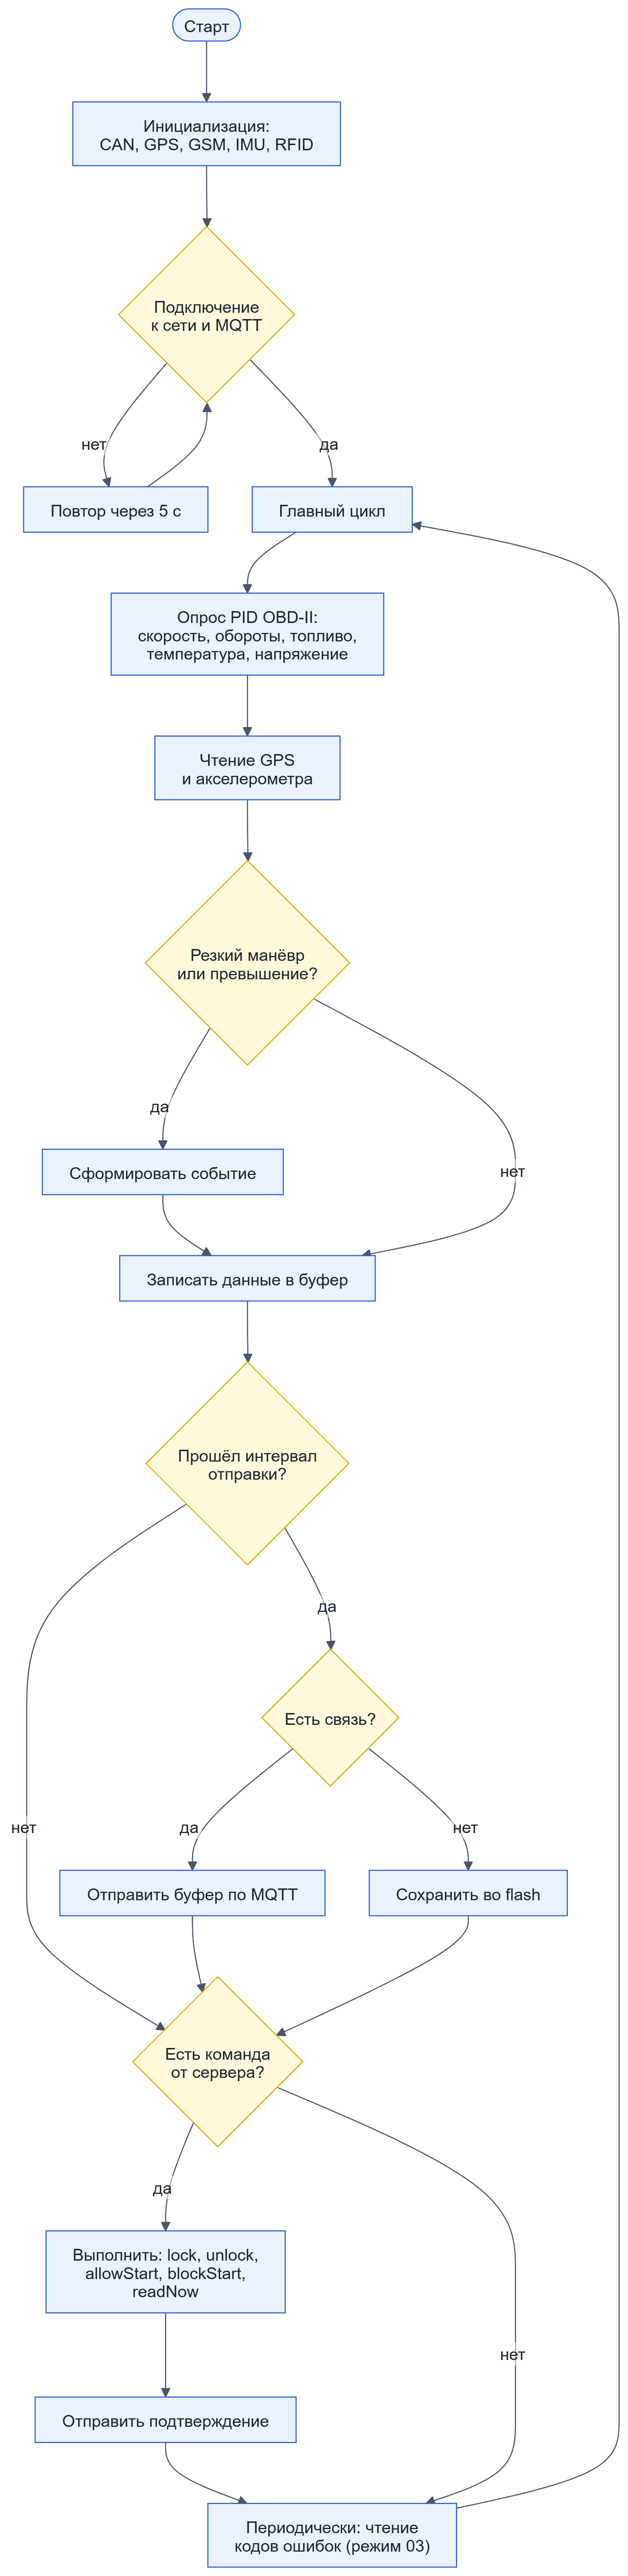 Старт
Инициализация:
CAN, GPS, GSM, IMU, RFID
Подключение
к сети и MQTT
нет
да
Повтор через 5 с
Главный цикл
Опрос PID OBD-II:
скорость, обороты, топливо,
температура, напряжение
Чтение GPS
и акселерометра
Резкий манёвр
или превышение?
да
Сформировать событие
нет
Записать данные в буфер
Прошёл интервал
отправки?
да
Есть связь?
нет
да
нет
Отправить буфер по MQTT
Сохранить во flash
Есть команда
от сервера?
да
Выполнить: lock, unlock,
allowStart, blockStart,
readNow
нет
Отправить подтверждение
Периодически: чтение
кодов ошибок (режим 03)